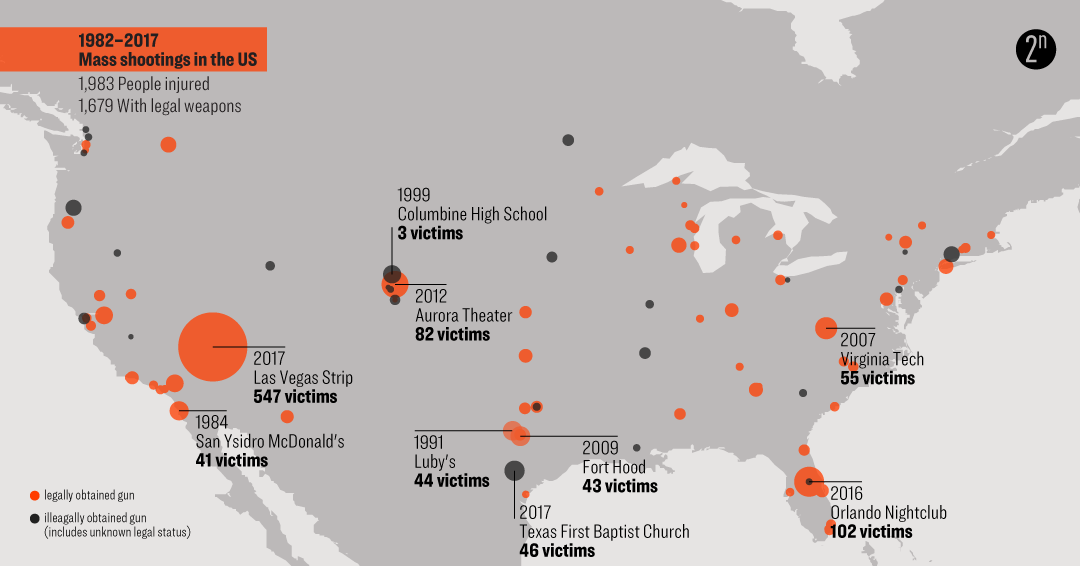 1982–2017
Mass shootings in the US
1,983 People injured
1,679 With legal weapons
2n
1999
Columbine High School
3 victims
2012
Aurora Theater
82 victims
2007
Virginia Tech
55 victims
2017
Las Vegas Strip
547 victims
1984
San Ysidro McDonald's
41 victims
1991
Luby's
44 victims
2009
Fort Hood
43 victims
2016
Orlando Nightclub
102 victims
2017
Texas First Baptist Church
46 victims
legally obtained gun
illeagally obtained gun
(includes unknown legal status)